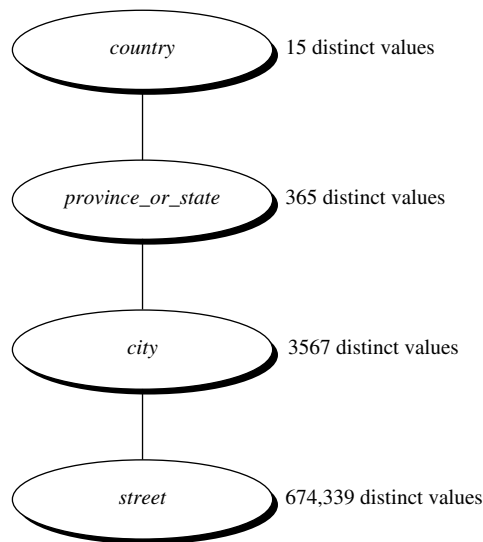 country 15 distinct values
province_or_state 365 distinct values
city 3567 distinct values
street 674,339 distinct values